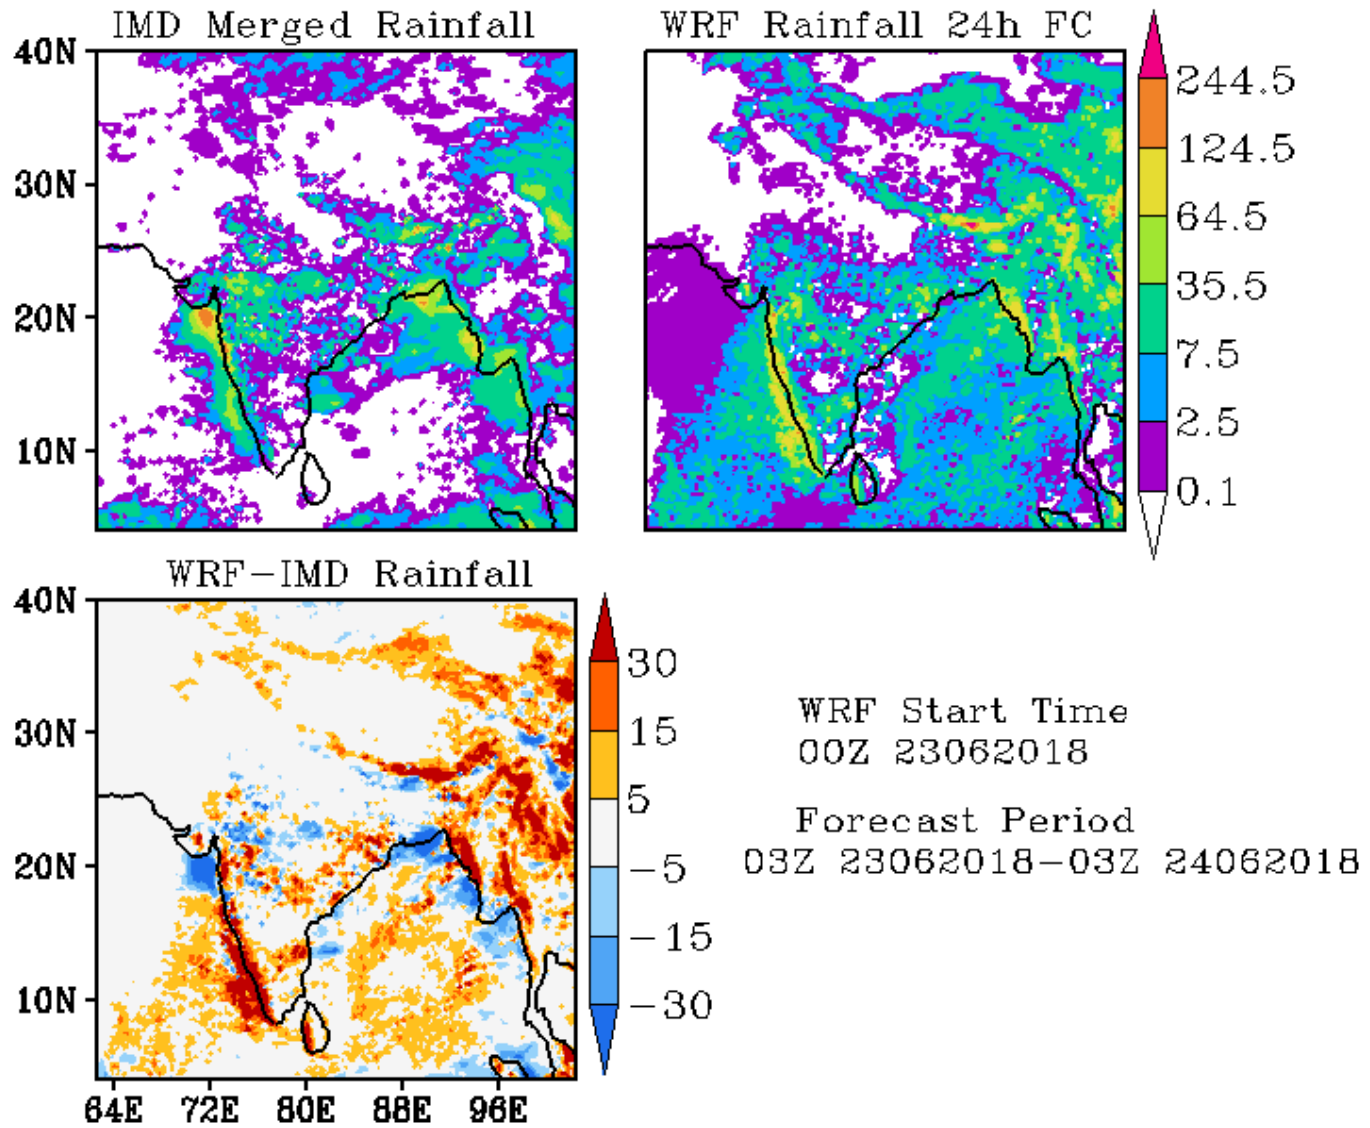 IMD Merged Rainfall
WRF Rainfall 24h FC
40N
30N
20N
10N
244.5
124.5
64.5
35.5
7.5
2.5
0.1
WRF-IMD Rainfall
40N
30N
20N
10N
64E 72E 80E 88E 96E
30
15
5
-5
-15
-30
WRF Start Time
00Z 23062018
Forecast Period
03Z 23062018-03Z 24062018